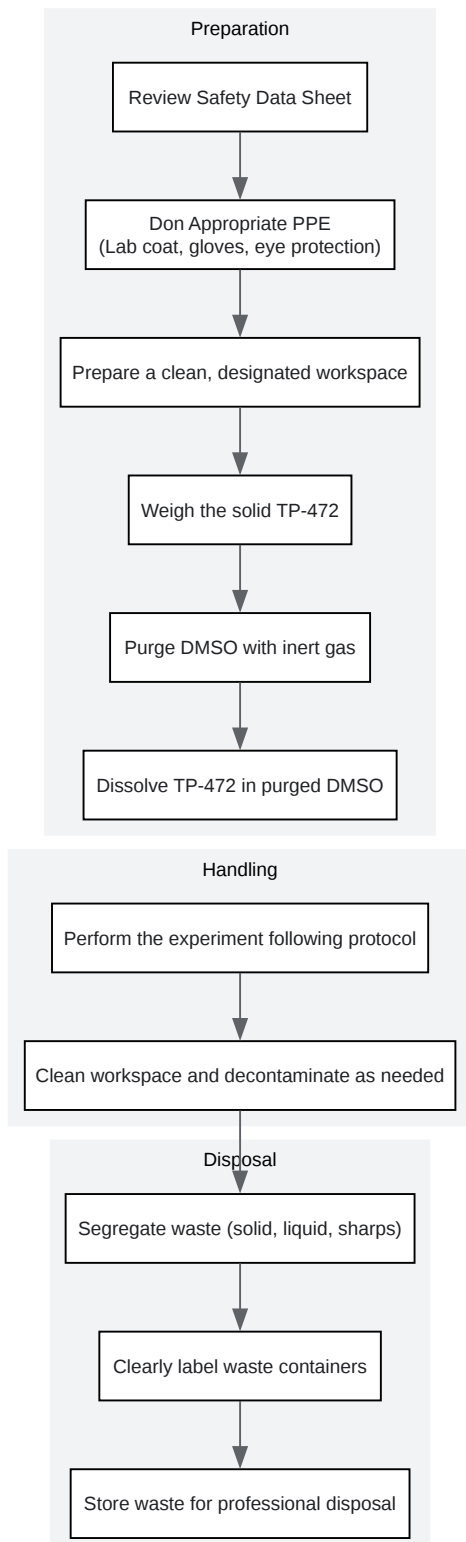 Preparation
Review Safety Data Sheet
Don Appropriate PPE
(Lab coat, gloves, eye protection)
Prepare a clean, designated workspace
Weigh the solid TP-472
Purge DMSO with inert gas
Dissolve TP-472 in purged DMSO
Handling
Perform the experiment following protocol
Clean workspace and decontaminate as needed
Disposal
Segregate waste (solid, liquid, sharps)
Clearly label waste containers
Store waste for professional disposal